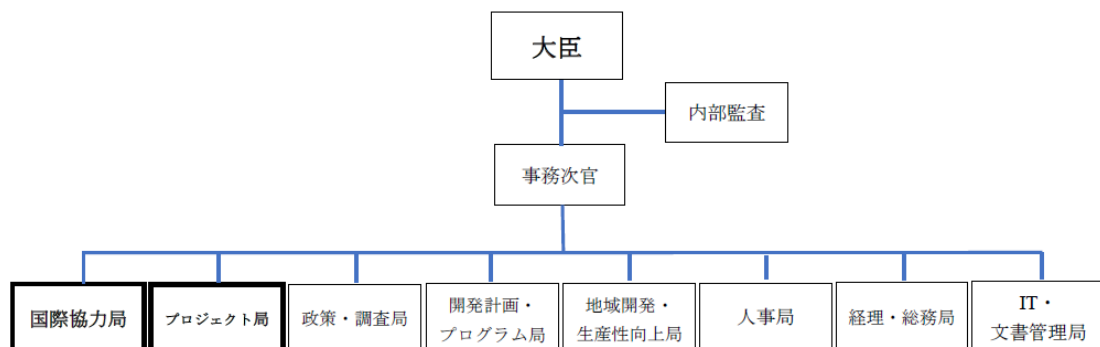 大臣
内部監査
事務次官
国際協力局
プロジェクト局
政策・調査局
開発計画・
プログラム局
地域開発・
生産性向上局
人事局
経理・総務局
IT・
文書管理局